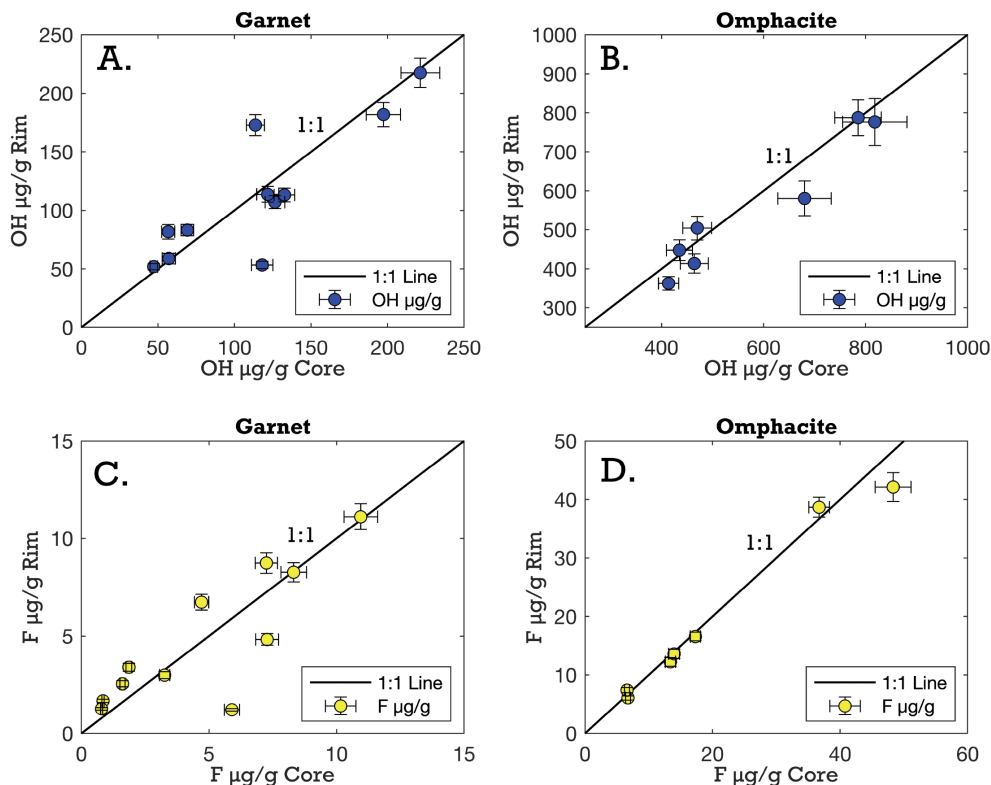 Garnet
A.
250
200
150
100
50
0
OH µg/g Rim
1:1
1:1 Line
OH µg/g
0 50 100 150 200 250
OH µg/g Core
Omphacite
B.
1000
900
800
700
600
500
400
300
OH µg/g Rim
1:1
1:1 Line
OH µg/g
400 600 800 1000
OH µg/g Core
Garnet
C.
15
10
5
0
F µg/g Rim
1:1
1:1 Line
F µg/g
0 5 10 15
F µg/g Core
Omphacite
D.
50
40
30
20
10
0
F µg/g Rim
1:1
1:1 Line
F µg/g
0 20 40 60
F µg/g Core